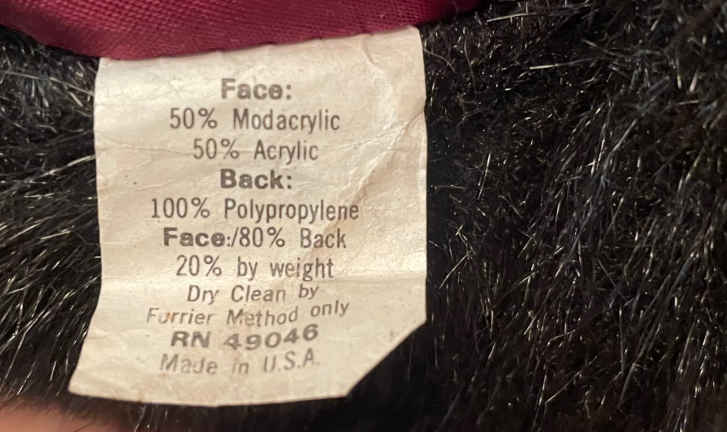 Face:
50% Modacrylic
50% Acrylic
Back:
100% Polypropylene
Face:/80% Back
20% by weight
Dry Clean by
Furrier Method only
RN 49046
Made in U.S.A.